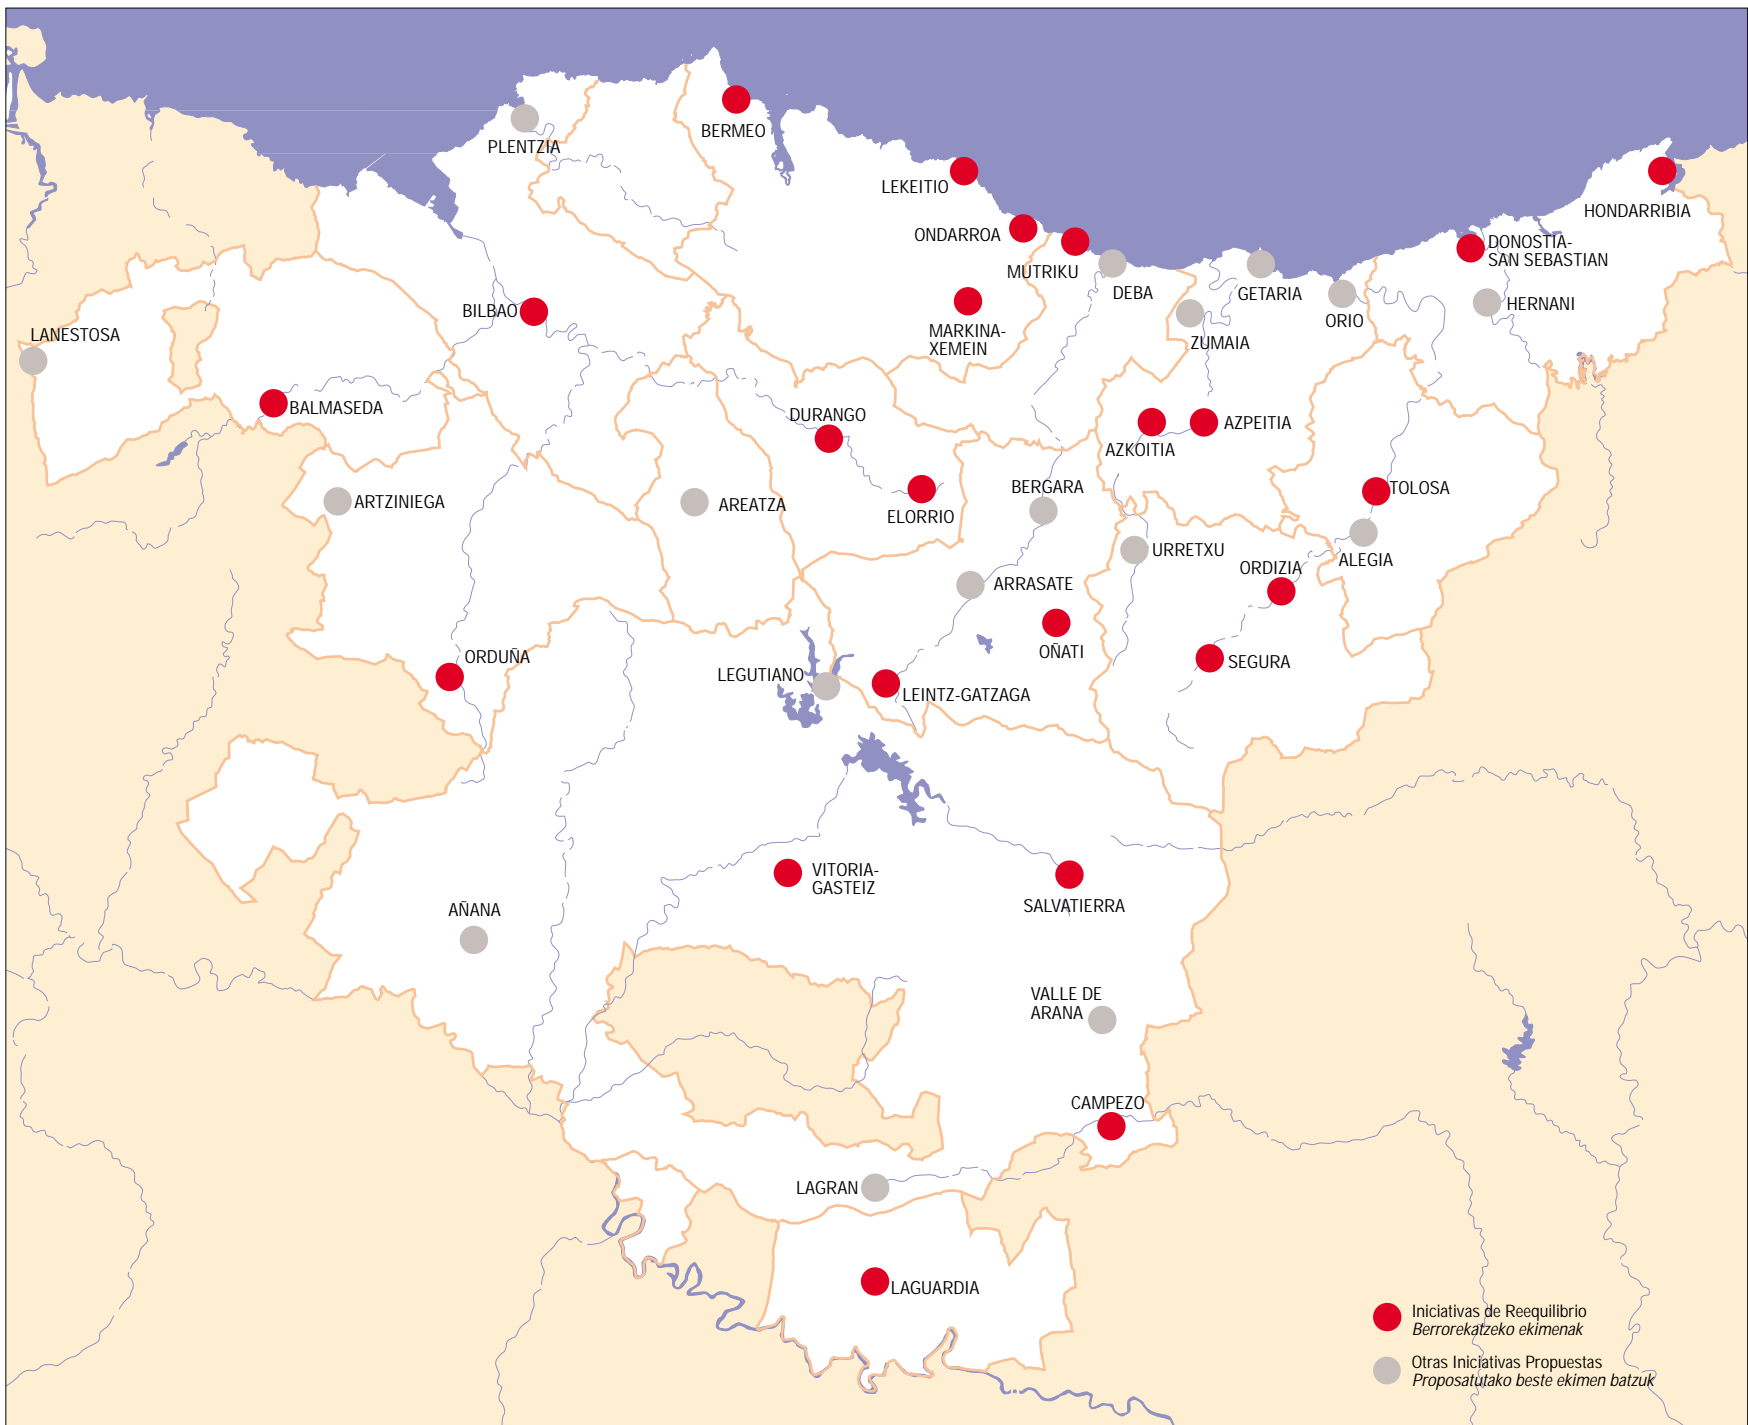 BERMEO
PLENTZIA
LEKEITIO
HONDARRIBIA
ONDARROA
DONOSTIA-
SAN SEBASTIAN
MUTRIKU
DEBA
GETARIA
HERNANI
BILBAO
ORIO
LANESTOSA
MARKINA-
XEMEIN
ZUMAIA
BALMASEDA
DURANGO
AZPEITIA
AZKOITIA
BERGARA
TOLOSA
ARTZINIEGA
AREATZA
ELORRIO
URRETXU
ALEGIA
ORDIZIA
ARRASATE
OÑATI
ORDUÑA
SEGURA
LEGUTIANO
LEINTZ-GATZAGA
VITORIA-
GASTEIZ
SALVATIERRA
AÑANA
VALLE DE
ARANA
CAMPEZO
LAGRAN
LAGUARDIA
Iniciativas de Reequilibrio
Berrorekatzeko ekimenak
Otras Iniciativas Propuestas
Proposatutako beste ekimen batzuk